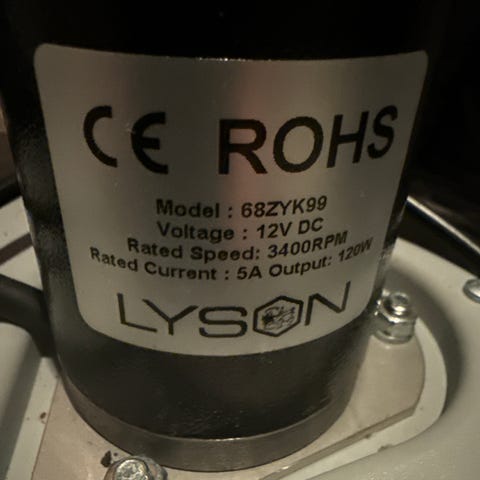 CE ROHS
Model : 68ZYK99
Voltage : 12V DC
Rated Speed: 3400RPM
Rated Current : 5A Output: 120W
LYSON